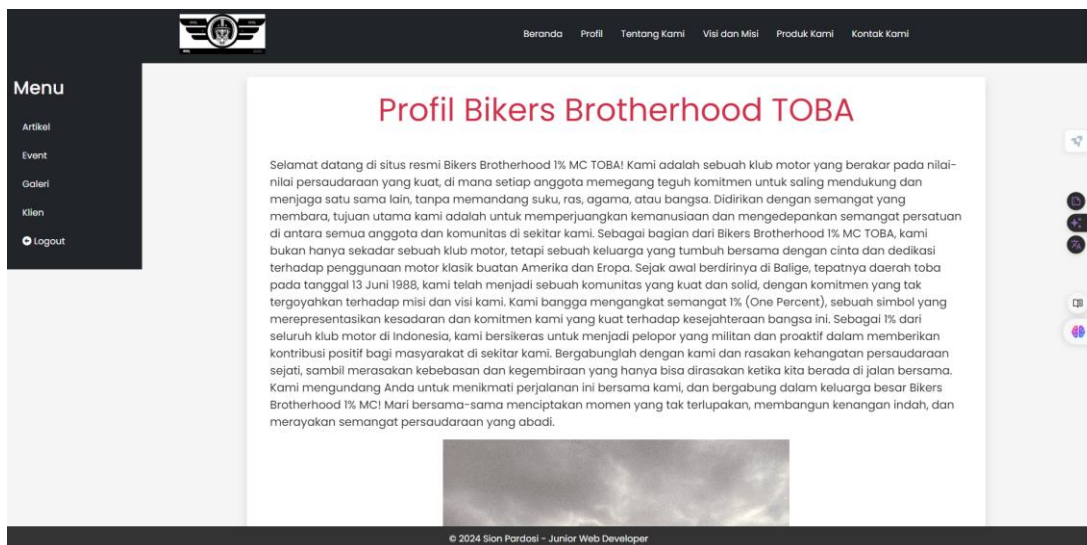 Beranda Profil Tentang Kami Visi dan Misi Produk Kami Kontak Kami
Menu
Artikel
Event
Galeri
Klien
Logout
Profil Bikers Brotherhood TOBA
Selamat datang di situs resmi Bikers Brotherhood 1% MC TOBA! Kami adalah sebuah klub motor yang berakar pada nilai-
nilai persaudaraan yang kuat, di mana setiap anggota memegang teguh komitmen untuk saling mendukung dan
menjaga satu sama lain, tanpa memandang suku, ras, agama, atau bangsa. Didirikan dengan semangat yang
membara, tujuan utama kami adalah untuk memperjuangkan kemanusiaan dan mengedepankan semangat persatuan
di antara semua anggota dan komunitas di sekitar kami. Sebagai bagian dari Bikers Brotherhood 1% MC TOBA, kami
bukan hanya sekadar sebuah klub motor, tetapi sebuah keluarga yang tumbuh bersama dengan cinta dan dedikasi
terhadap penggunaan motor klasik buatan Amerika dan Eropa. Sejak awal berdirinya di Balige, tepatnya daerah toba
pada tanggal 13 Juni 1988, kami telah menjadi sebuah komunitas yang kuat dan solid, dengan komitmen yang tak
tergoyahkan terhadap misi dan visi kami. Kami bangga mengangkat semangat 1% (One Percent), sebuah simbol yang
merepresentasikan kesadaran dan komitmen kami yang kuat terhadap kesejahteraan bangsa ini. Sebagai 1% dari
seluruh klub motor di Indonesia, kami bersikeras untuk menjadi pelopor yang militan dan proaktif dalam memberikan
kontribusi positif bagi masyarakat di sekitar kami. Bergabunglah dengan kami dan rasakan kehangatan persaudaraan
sejati, sambil merasakan kebebasan dan kegembiraan yang hanya bisa dirasakan ketika kita berada di jalan bersama.
Kami mengundang Anda untuk menikmati perjalanan ini bersama kami, dan bergabung dalam keluarga besar Bikers
Brotherhood 1% MC! Mari bersama-sama menciptakan momen yang tak terlupakan, membangun kenangan indah, dan
merayakan semangat persaudaraan yang abadi.
© 2024 Sion Pardosi - Junior Web Developer